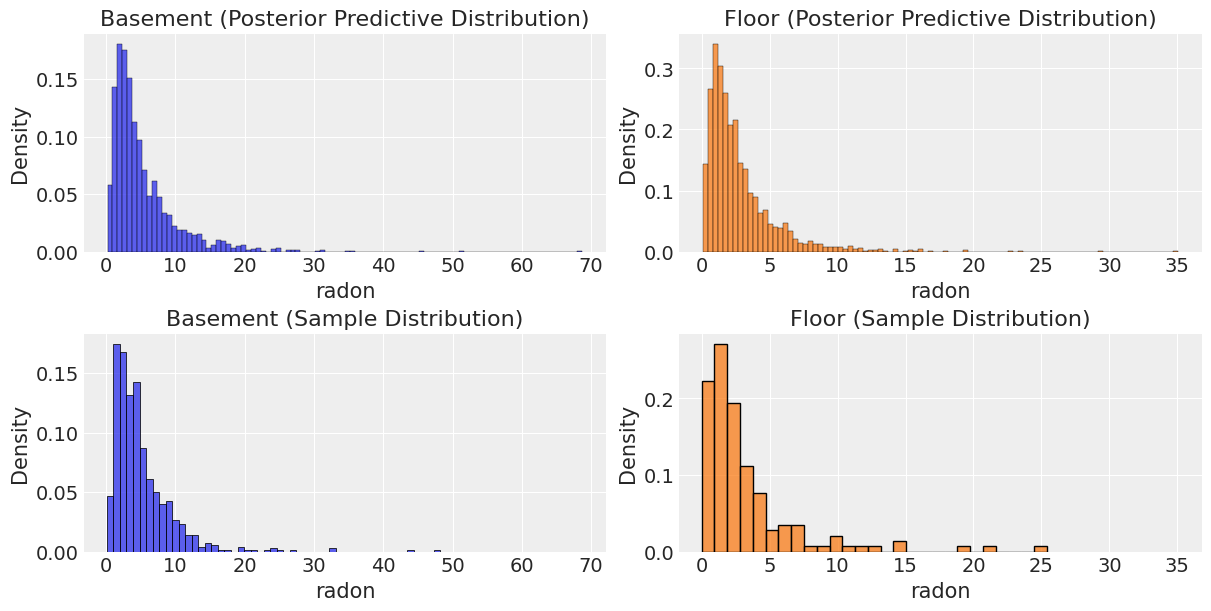 Basement (Posterior Predictive Distribution)
Density
0.15
0.10
0.05
0.00
0 10 20 30 40 50 60 70
radon
Floor (Posterior Predictive Distribution)
Density
0.3
0.2
0.1
0.0
0 5 10 15 20 25 30 35
radon
Basement (Sample Distribution)
Density
0.15
0.10
0.05
0.00
0 10 20 30 40 50 60 70
radon
Floor (Sample Distribution)
Density
0.2
0.1
0.0
0 5 10 15 20 25 30 35
radon